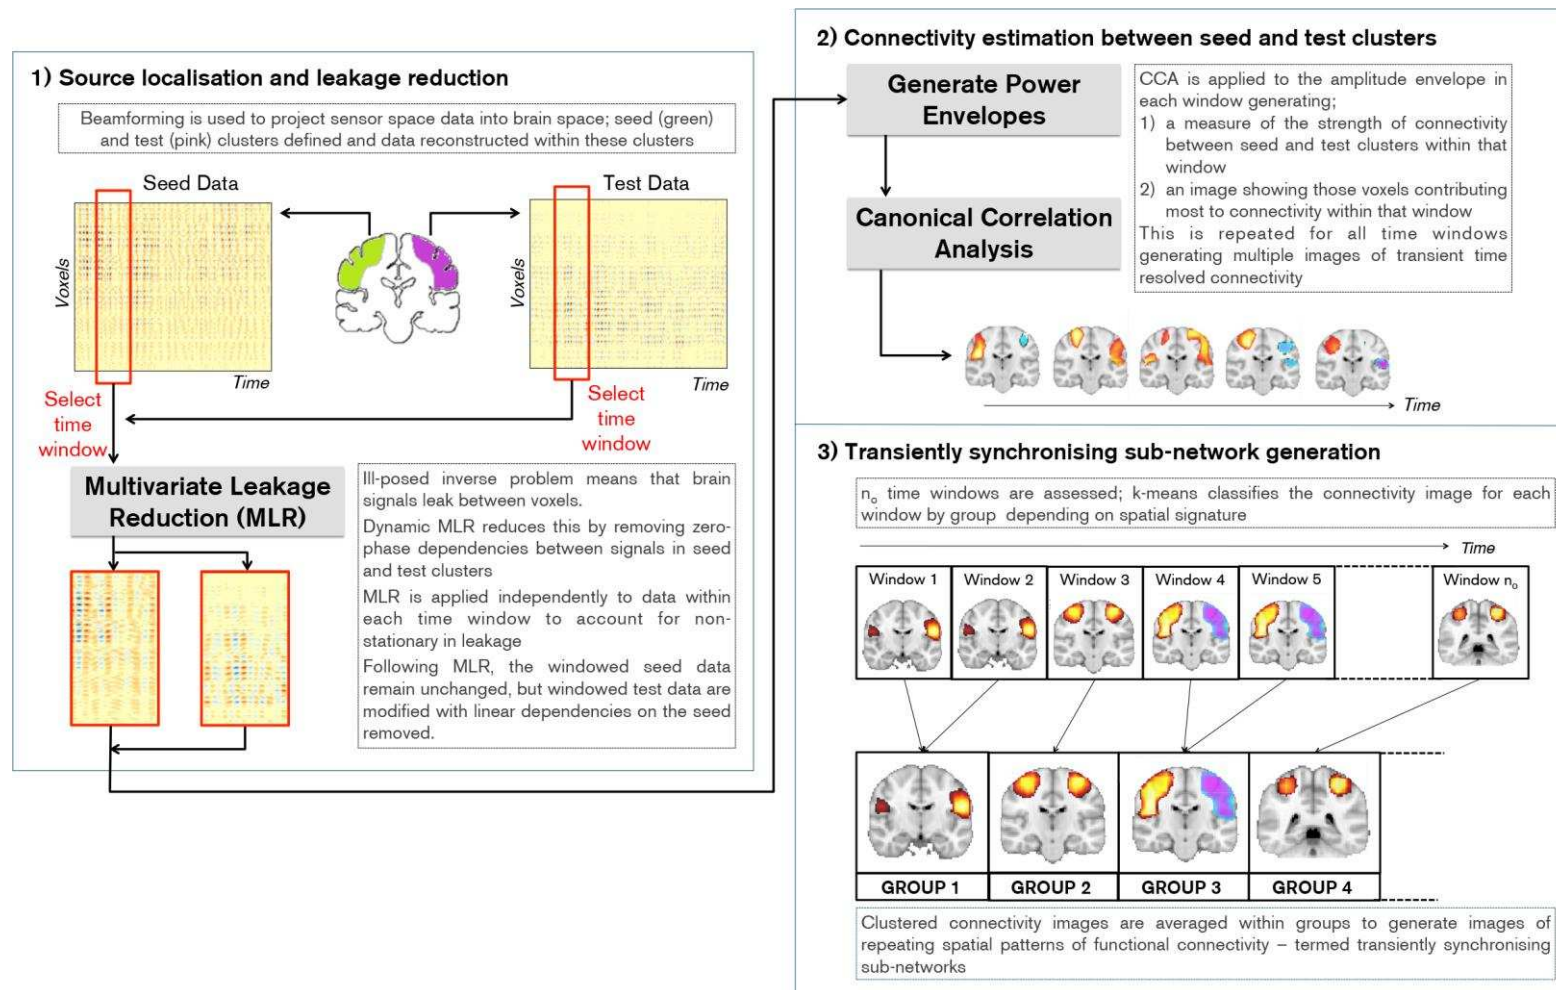 1) Source localisation and leakage reduction
Beamforming is used to project sensor space data into brain space; seed (green)
and test (pink) clusters defined and data reconstructed within these clusters
Seed Data
Test Data
Voxels
Voxels
Time
Time
Select
time
window
Select
time
window
Multivariate Leakage
Reduction (MLR)
Ill-posed inverse problem means that brain
signals leak between voxels.
Dynamic MLR reduces this by removing zero-
phase dependencies between signals in seed
and test clusters
MLR is applied independently to data within
each time window to account for non-
stationary in leakage
Following MLR, the windowed seed data
remain unchanged, but windowed test data are
modified with linear dependencies on the seed
removed.
2) Connectivity estimation between seed and test clusters
Generate Power
Envelopes
Canonical Correlation
Analysis
CCA is applied to the amplitude envelope in
each window generating;
1) a measure of the strength of connectivity
between seed and test clusters within that
window
2) an image showing those voxels contributing
most to connectivity within that window
This is repeated for all time windows
generating multiple images of transient time
resolved connectivity
Time
3) Transiently synchronising sub-network generation
nₒ time windows are assessed; k-means classifies the connectivity image for each
window by group depending on spatial signature
Time
Window 1
Window 2
Window 3
Window 4
Window 5
Window nₒ
GROUP 1
GROUP 2
GROUP 3
GROUP 4
Clustered connectivity images are averaged within groups to generate images of
repeating spatial patterns of functional connectivity – termed transiently synchronising
sub-networks